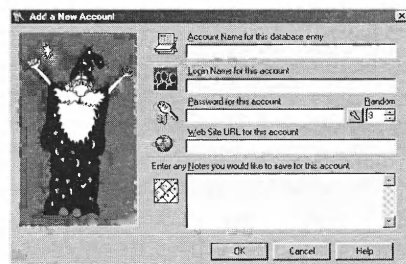 Add a New Account
Account Name for this database entry
Login Name for this account
Password for this account Random
Web Site URL for this account
Enter any Notes you would like to save for this account
OK Cancel Help